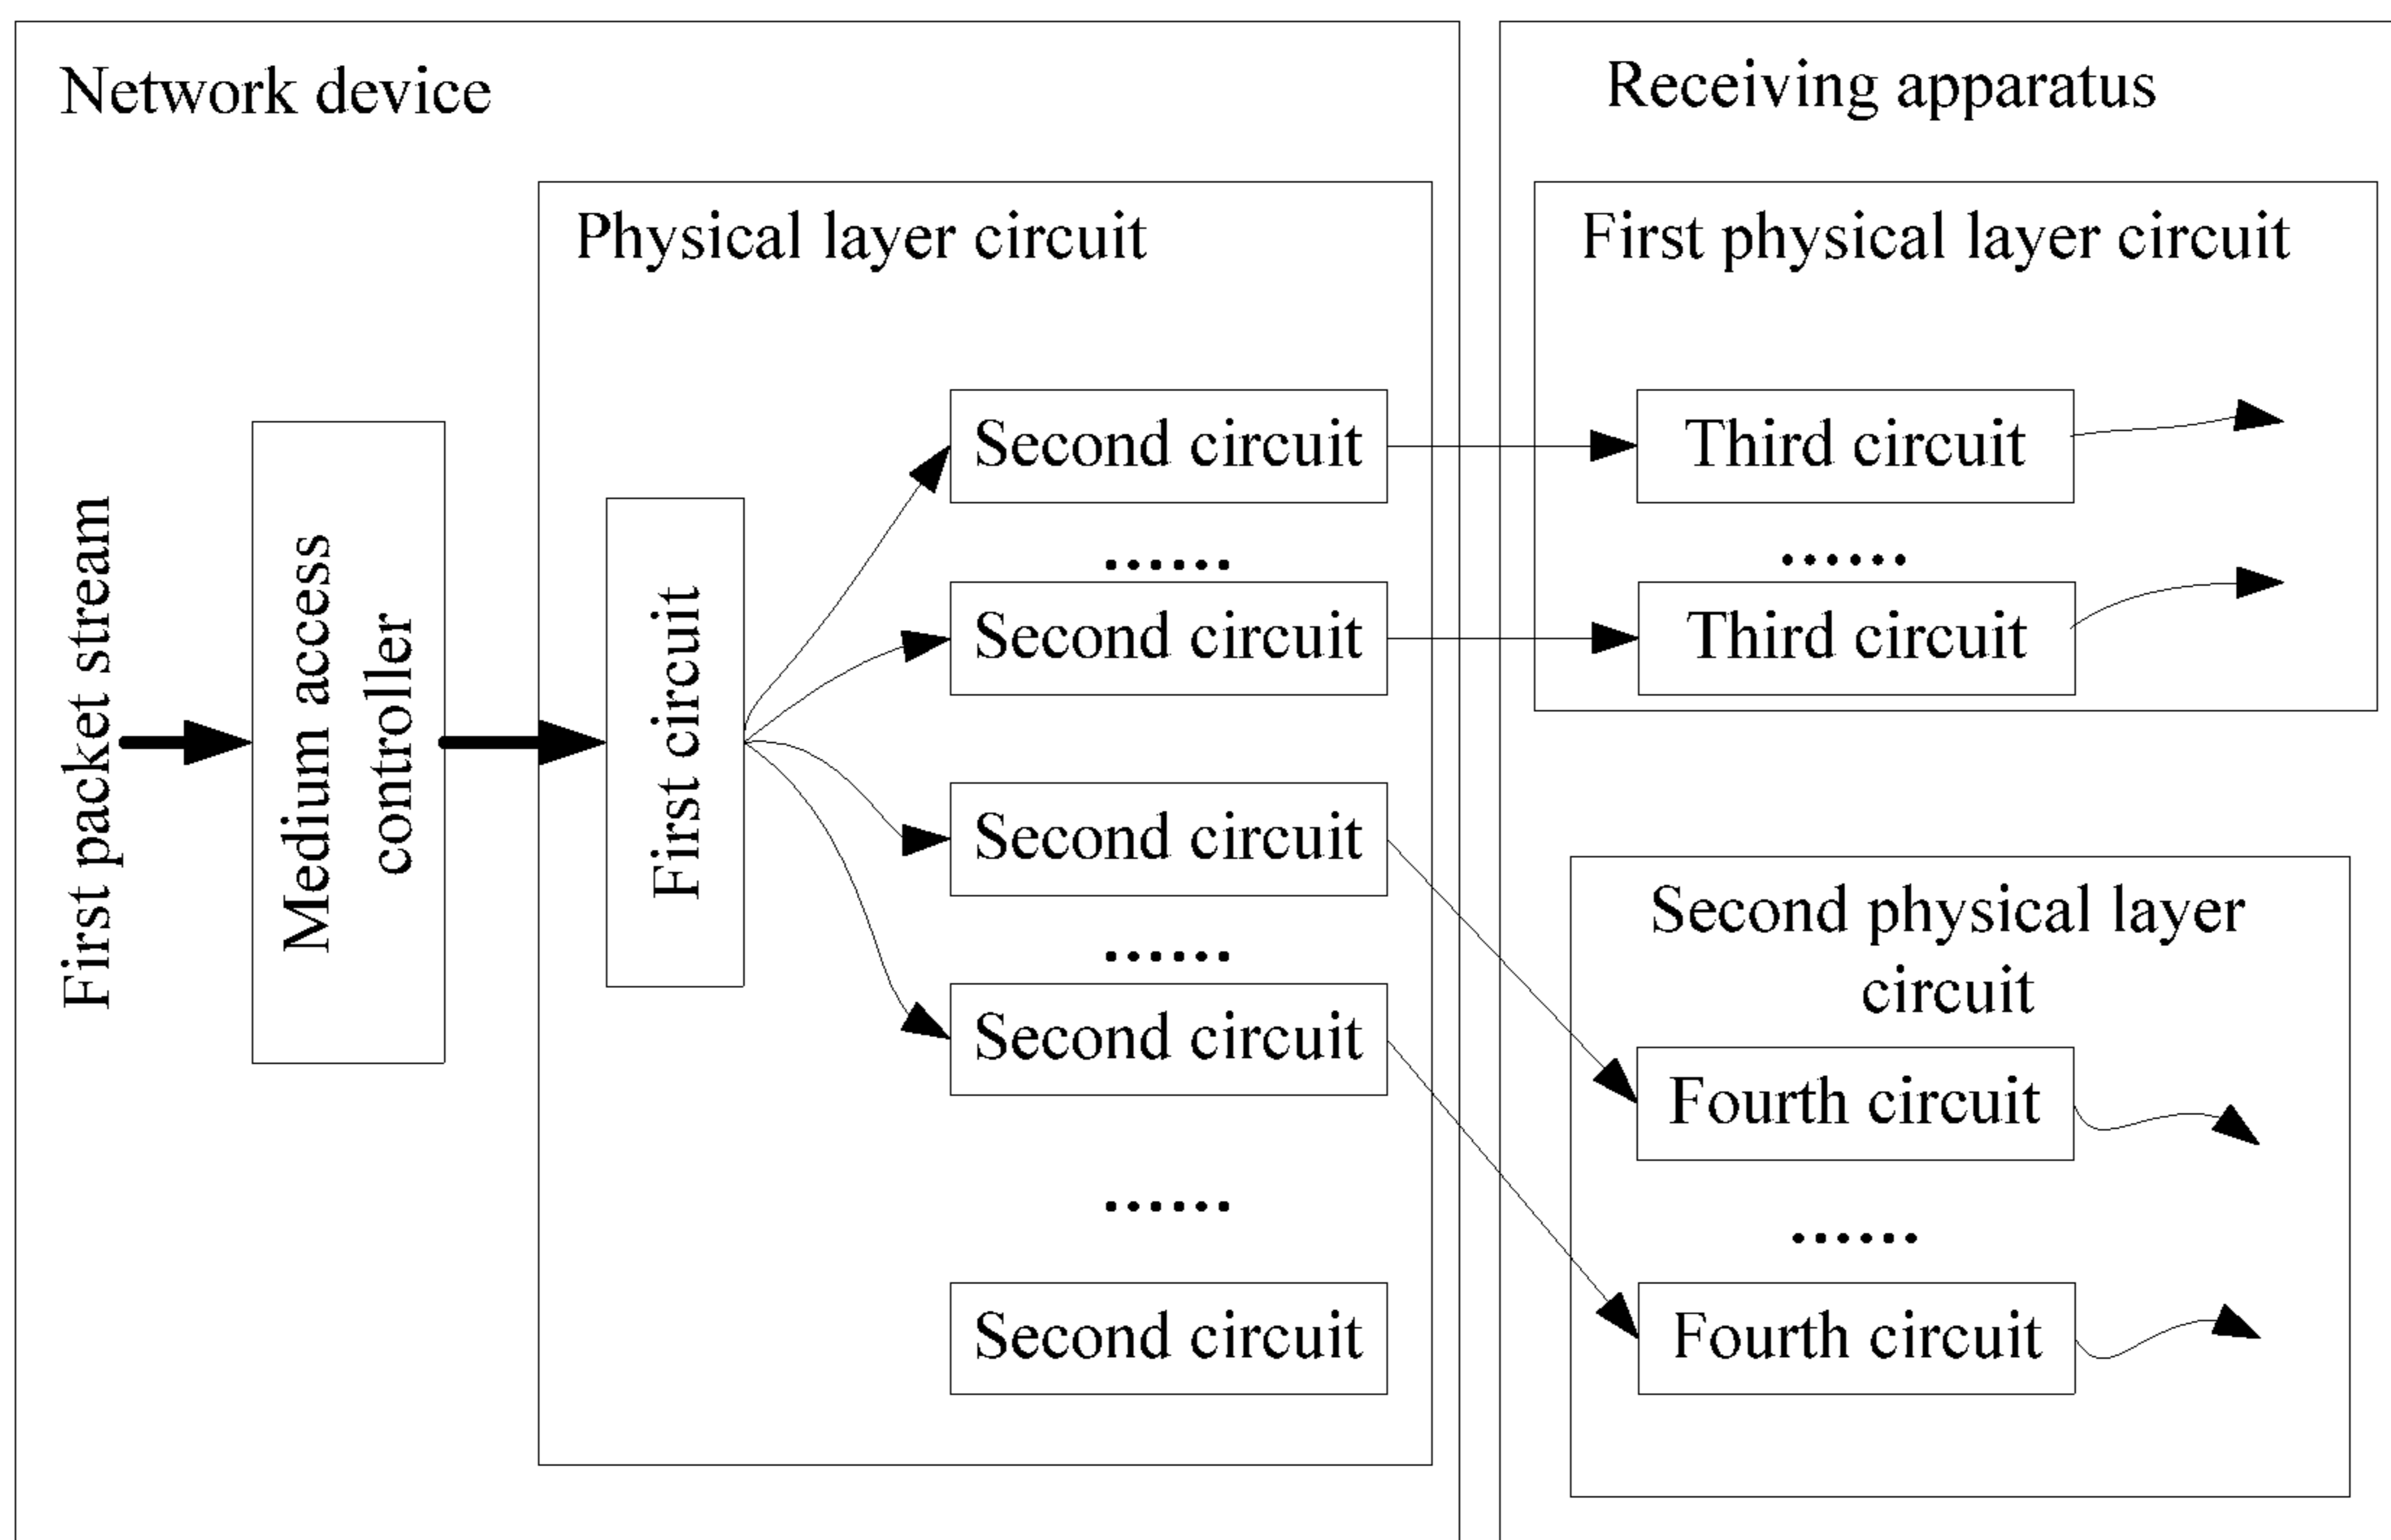 Network device
First packet stream
Medium access
controller
Physical layer circuit
First circuit
Second circuit
......
Second circuit
Second circuit
......
Second circuit
......
Second circuit
Receiving apparatus
First physical layer circuit
Third circuit
......
Third circuit
Second physical layer
circuit
Fourth circuit
......
Fourth circuit